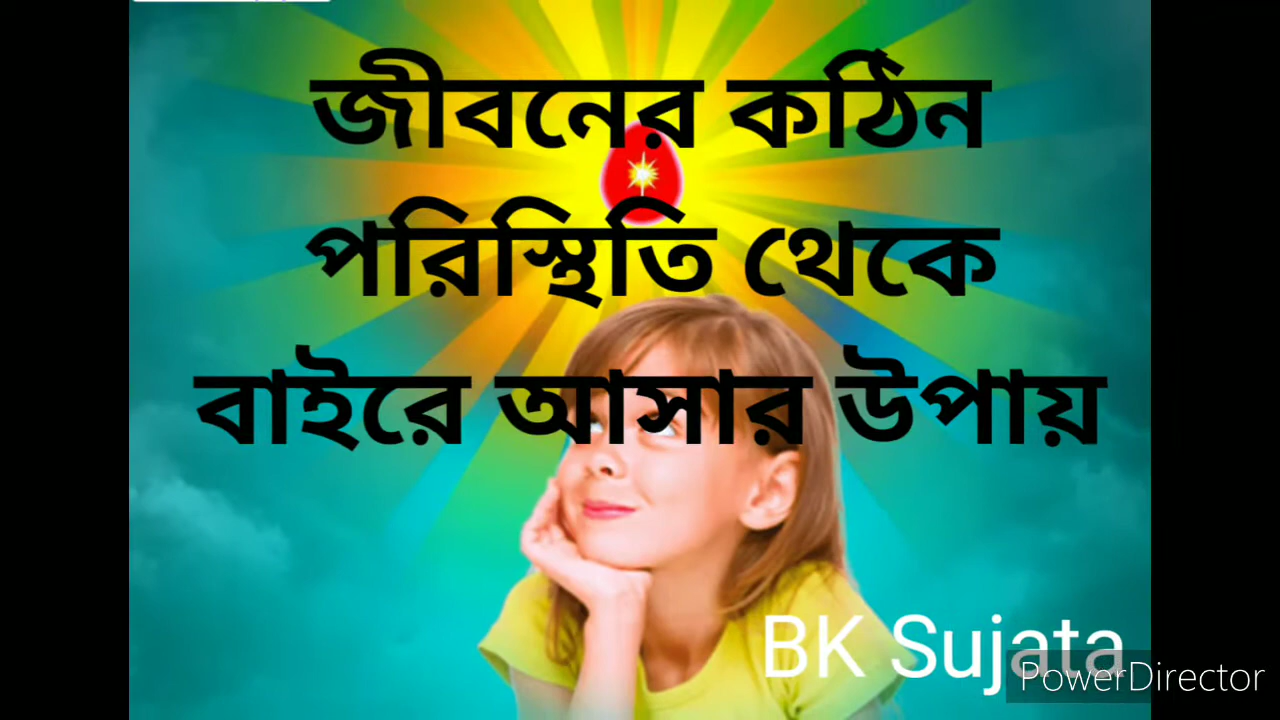 জীবনের কঠিন
পরিস্থিতি থেকে
বাইরে আসার উপায়
BK Sujata
PowerDirector